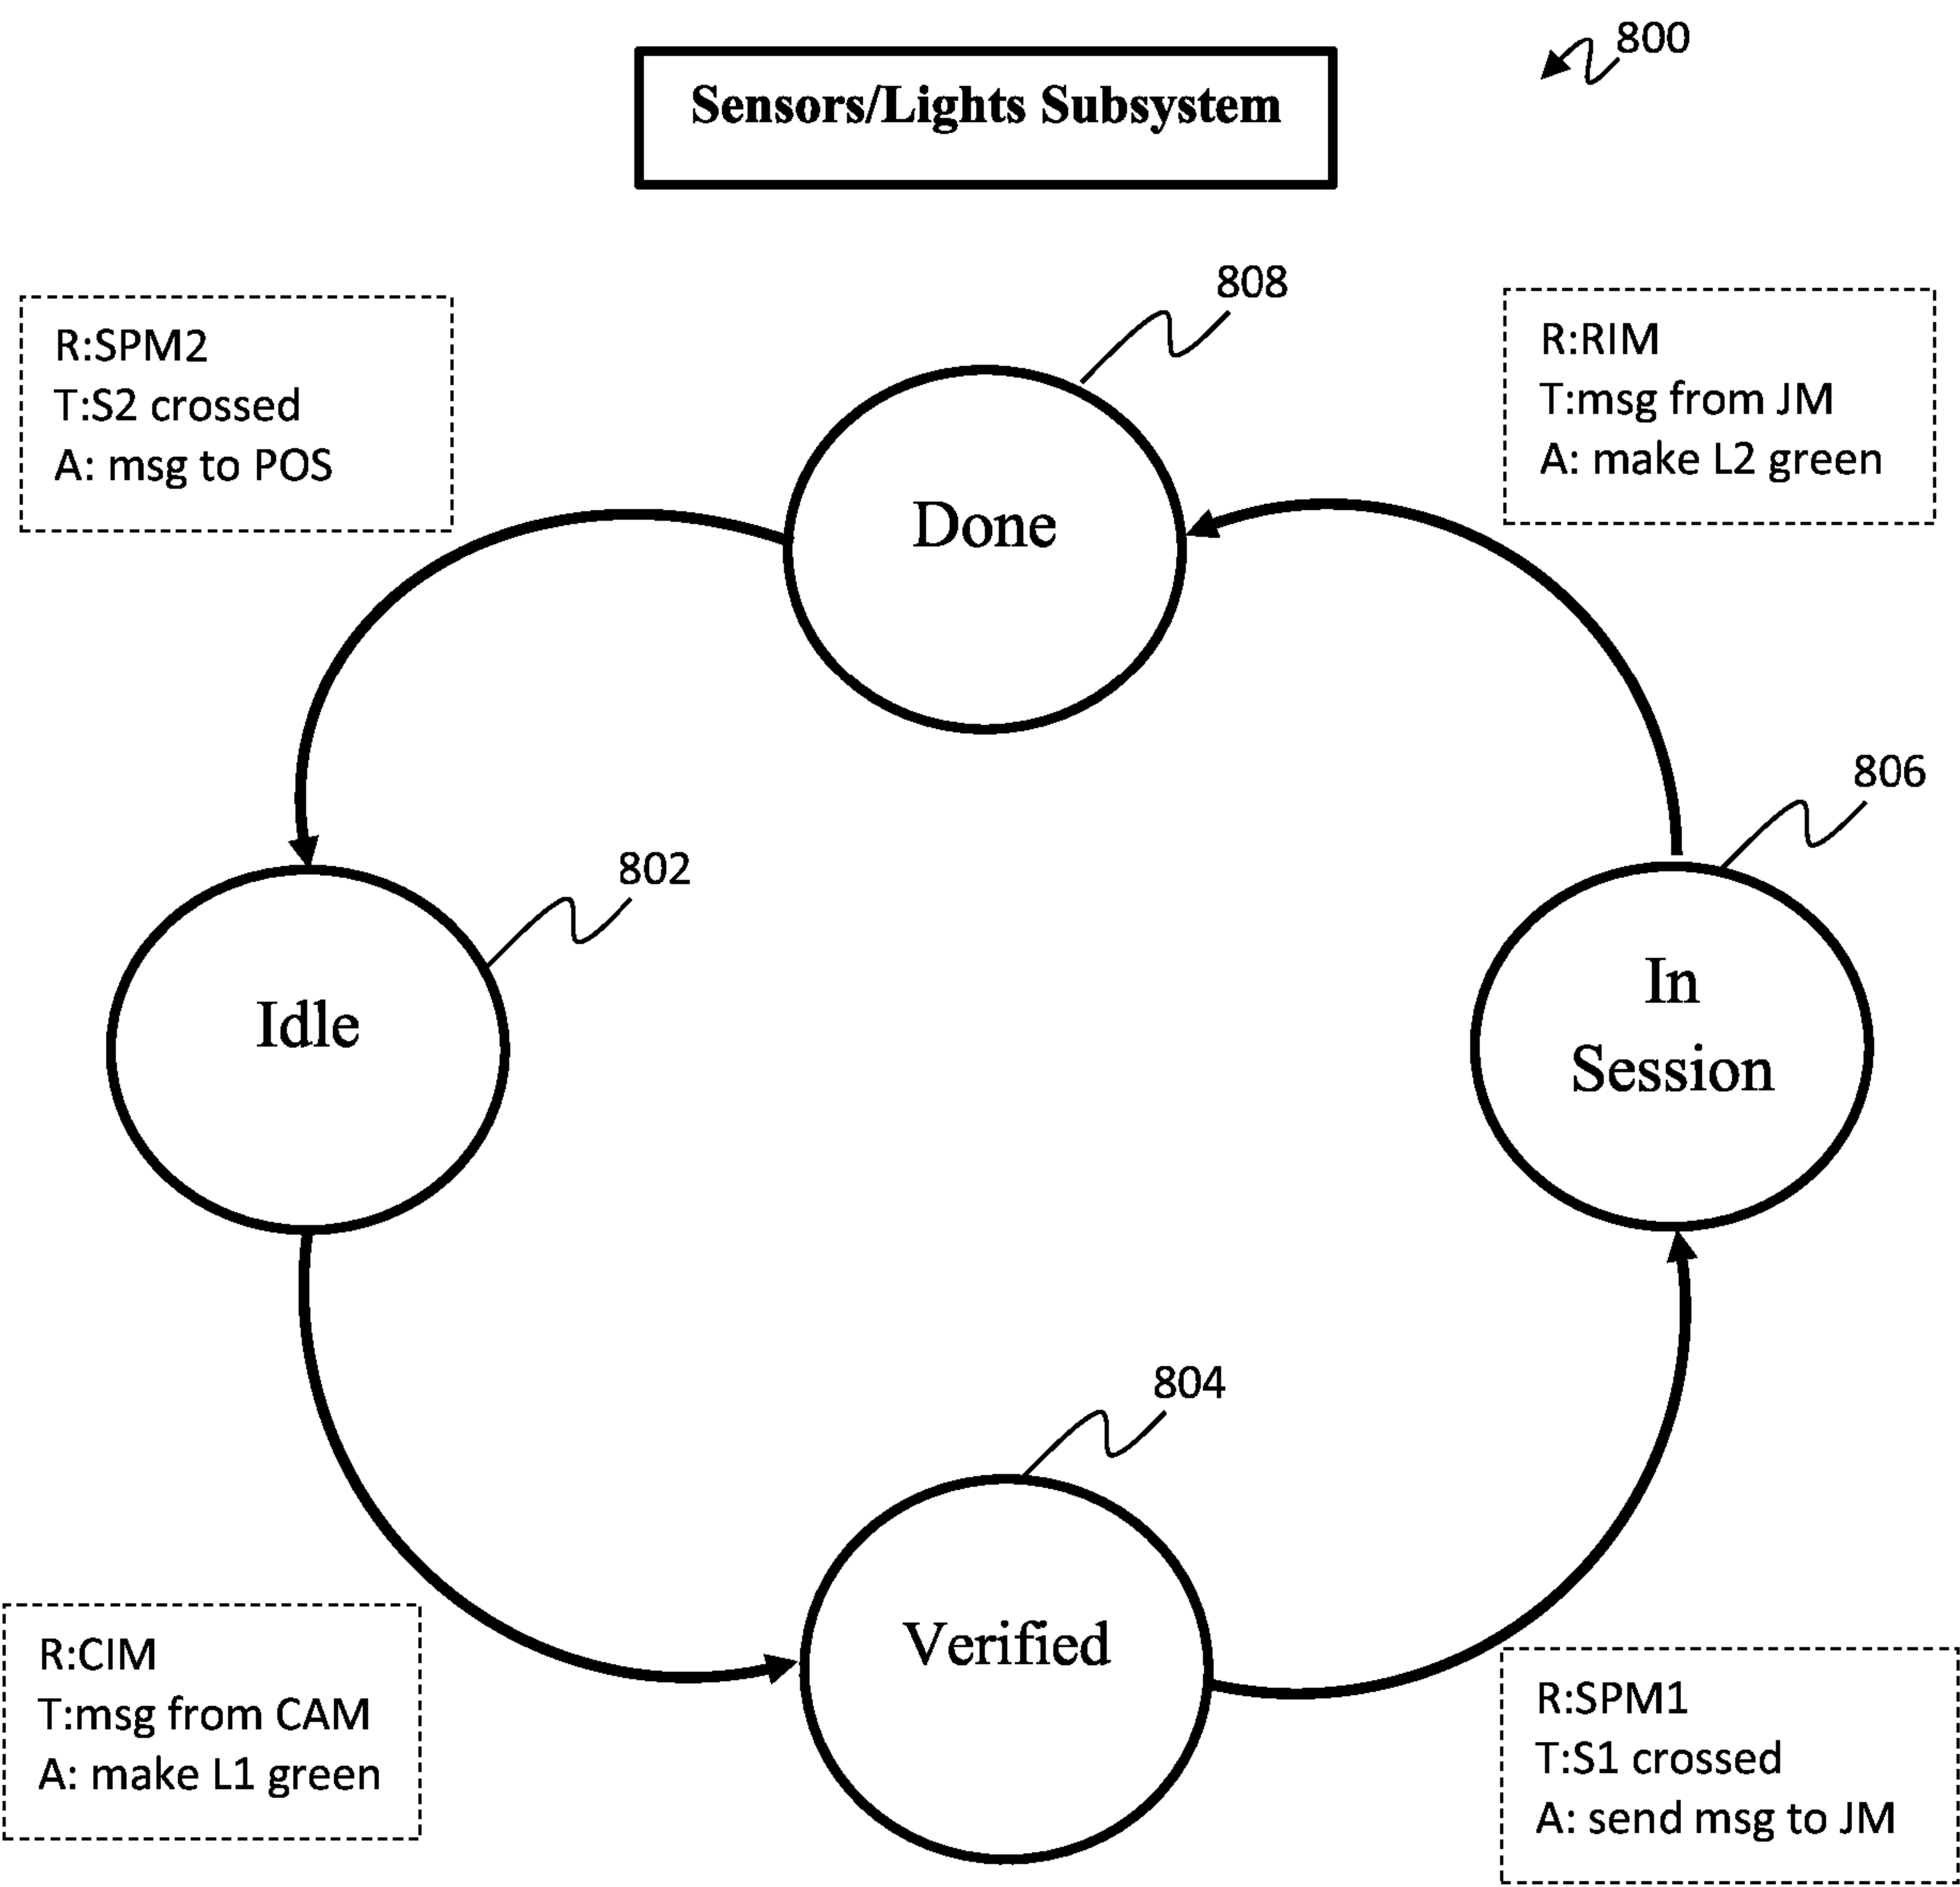 800
Sensors/Lights Subsystem
808
R:SPM2
T:S2 crossed
A: msg to POS
R:RIM
T:msg from JM
A: make L2 green
Done
806
802
Idle
In
Session
804
Verified
R:CIM
T:msg from CAM
A: make L1 green
R:SPM1
T:S1 crossed
A: send msg to JM